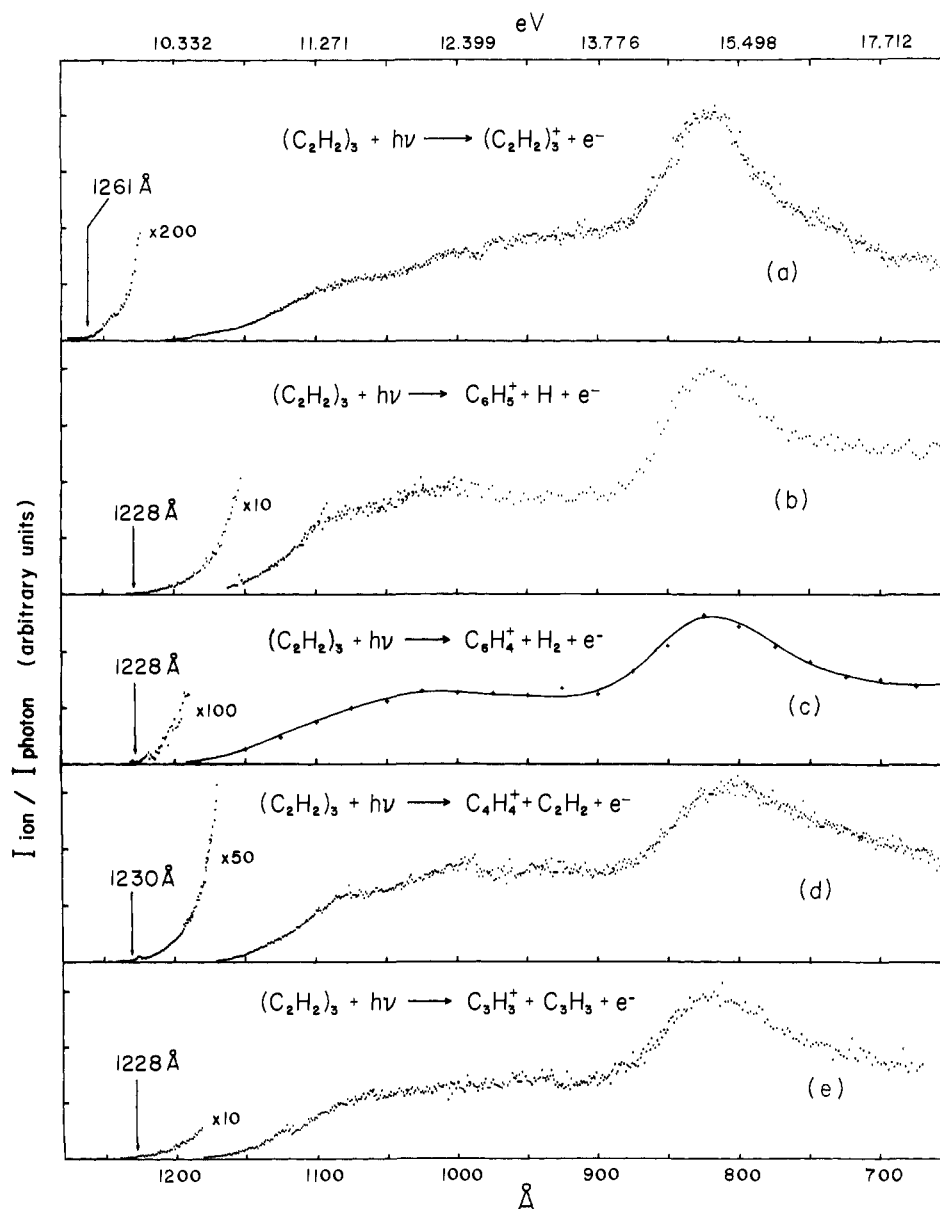 eV
10.332 11.271 12.399 13.776 15.498 17.712
(C₂H₂)₃ + hν → (C₂H₂)₃⁺ + e⁻
1261 Å
x200
(a)
(C₂H₂)₃ + hν → C₆H₅⁺ + H + e⁻
1228 Å
x10
(b)
(C₂H₂)₃ + hν → C₆H₄⁺ + H₂ + e⁻
1228 Å
x100
(c)
(C₂H₂)₃ + hν → C₄H₄⁺ + C₂H₂ + e⁻
1230 Å
x50
(d)
(C₂H₂)₃ + hν → C₃H₃⁺ + C₃H₃ + e⁻
1228 Å
x10
(e)
I ion / I photon (arbitrary units)
1200 1100 1000 900 800 700
Å